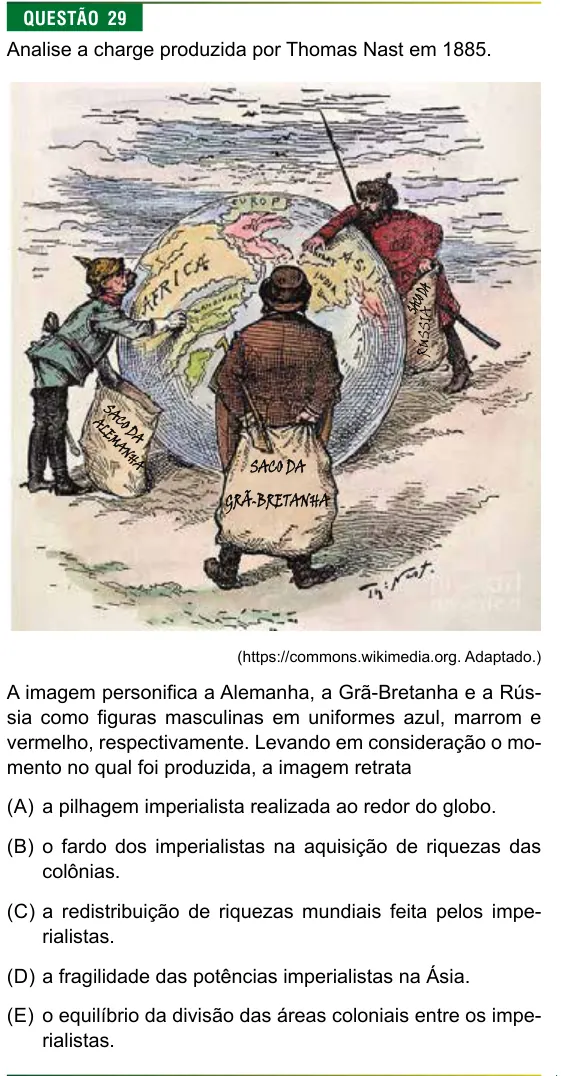 QUESTÃO 29
Analise a charge produzida por Thomas Nast em 1885.
EUROP
AFRICA
ZANZIBAR
ASI
INDIA
SACO DA
RÚSSIA
SACO DA
ALEMANHA
SACO DA
GRÃ-BRETANHA
Th: Nast.
(https://commons.wikimedia.org. Adaptado.)
A imagem personifica a Alemanha, a Grã-Bretanha e a Rús-
sia como figuras masculinas em uniformes azul, marrom e
vermelho, respectivamente. Levando em consideração o mo-
mento no qual foi produzida, a imagem retrata
(A) a pilhagem imperialista realizada ao redor do globo.
(B) o fardo dos imperialistas na aquisição de riquezas das
colônias.
(C) a redistribuição de riquezas mundiais feita pelos impe-
rialistas.
(D) a fragilidade das potências imperialistas na Ásia.
(E) o equilíbrio da divisão das áreas coloniais entre os impe-
rialistas.